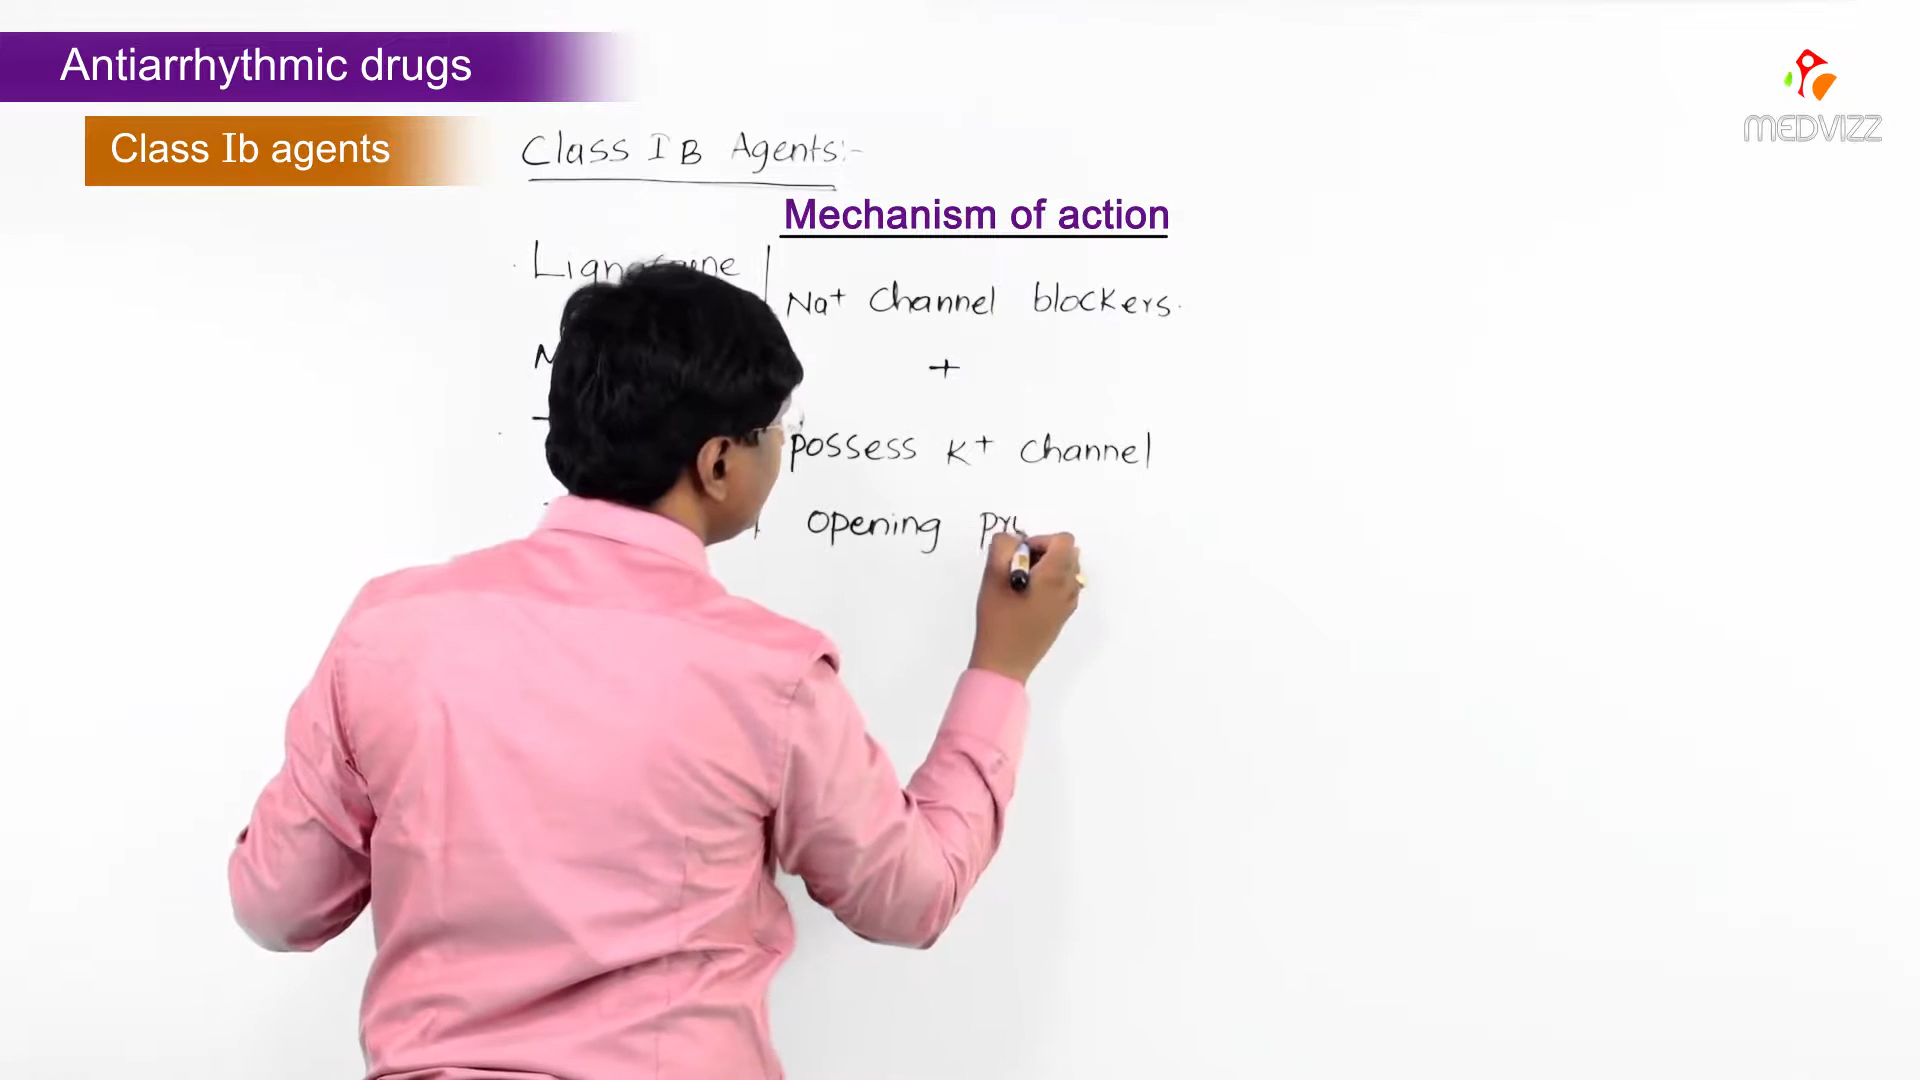 Antiarrhythmic drugs
MEDVIZZ
Class Ib agents
Class I B Agents:-
Mechanism of action
Na+ Channel blockers.
+
possess K+ channel
opening